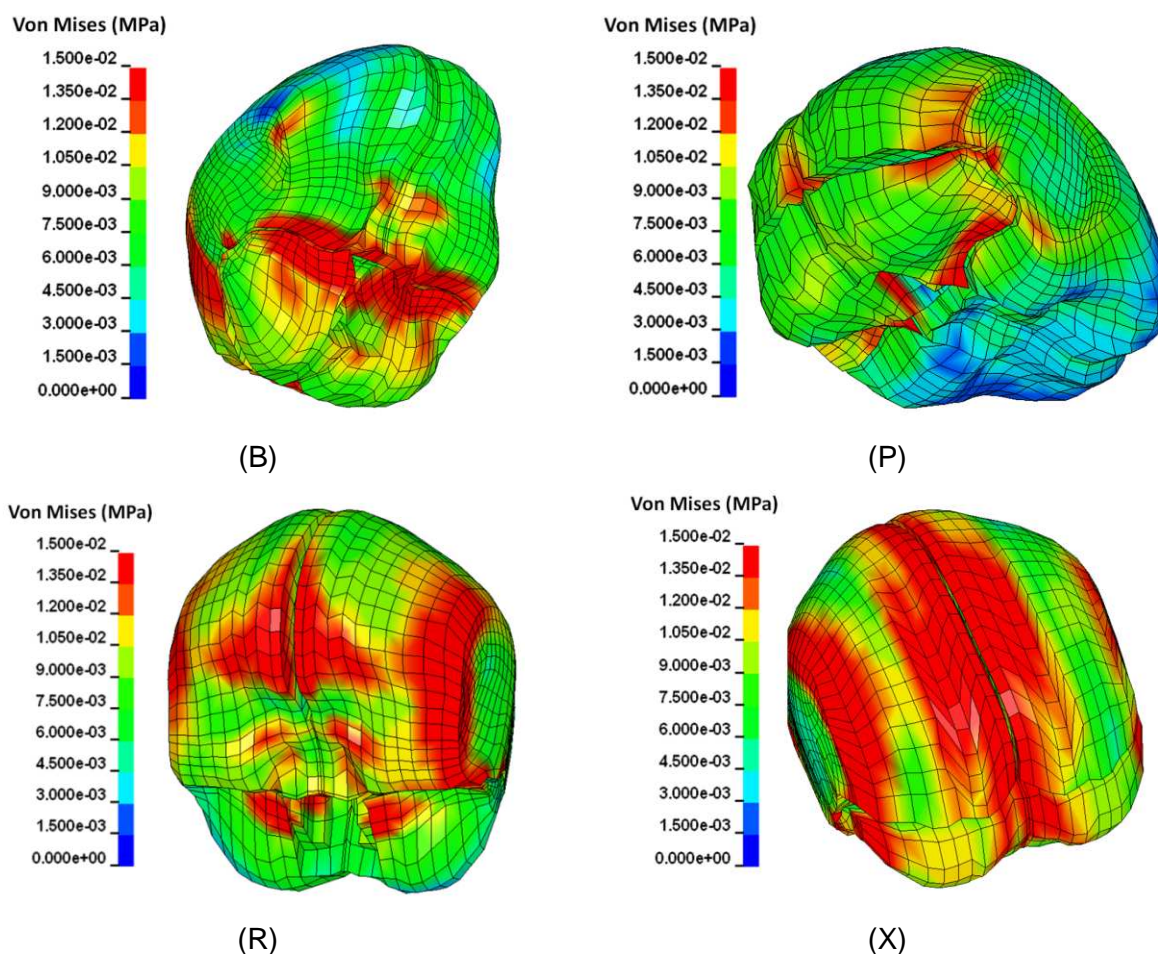 Von Mises (MPa)
1.500e-02
1.350e-02
1.200e-02
1.050e-02
9.000e-03
7.500e-03
6.000e-03
4.500e-03
3.000e-03
1.500e-03
0.000e+00
(B)
Von Mises (MPa)
1.500e-02
1.350e-02
1.200e-02
1.050e-02
9.000e-03
7.500e-03
6.000e-03
4.500e-03
3.000e-03
1.500e-03
0.000e+00
(P)
Von Mises (MPa)
1.500e-02
1.350e-02
1.200e-02
1.050e-02
9.000e-03
7.500e-03
6.000e-03
4.500e-03
3.000e-03
1.500e-03
0.000e+00
(R)
Von Mises (MPa)
1.500e-02
1.350e-02
1.200e-02
1.050e-02
9.000e-03
7.500e-03
6.000e-03
4.500e-03
3.000e-03
1.500e-03
0.000e+00
(X)